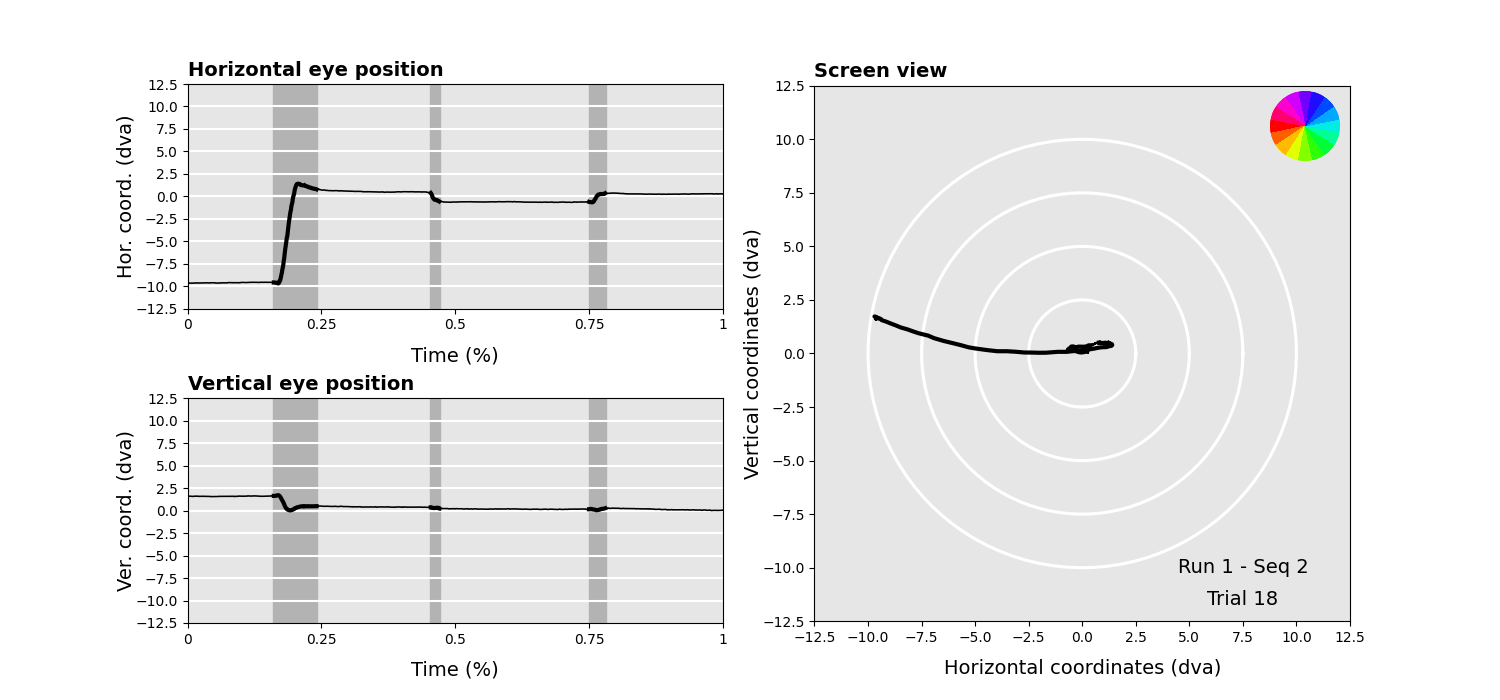 Horizontal eye position
Hor. coord. (dva)
12.5
10.0
7.5
5.0
2.5
0.0
−2.5
−5.0
−7.5
−10.0
−12.5
0 0.25 0.5 0.75 1
Time (%)
Vertical eye position
Ver. coord. (dva)
12.5
10.0
7.5
5.0
2.5
0.0
−2.5
−5.0
−7.5
−10.0
−12.5
0 0.25 0.5 0.75 1
Time (%)
Screen view
Vertical coordinates (dva)
12.5
10.0
7.5
5.0
2.5
0.0
−2.5
−5.0
−7.5
−10.0
−12.5
Run 1 - Seq 2
Trial 18
−12.5 −10.0 −7.5 −5.0 −2.5 0.0 2.5 5.0 7.5 10.0 12.5
Horizontal coordinates (dva)